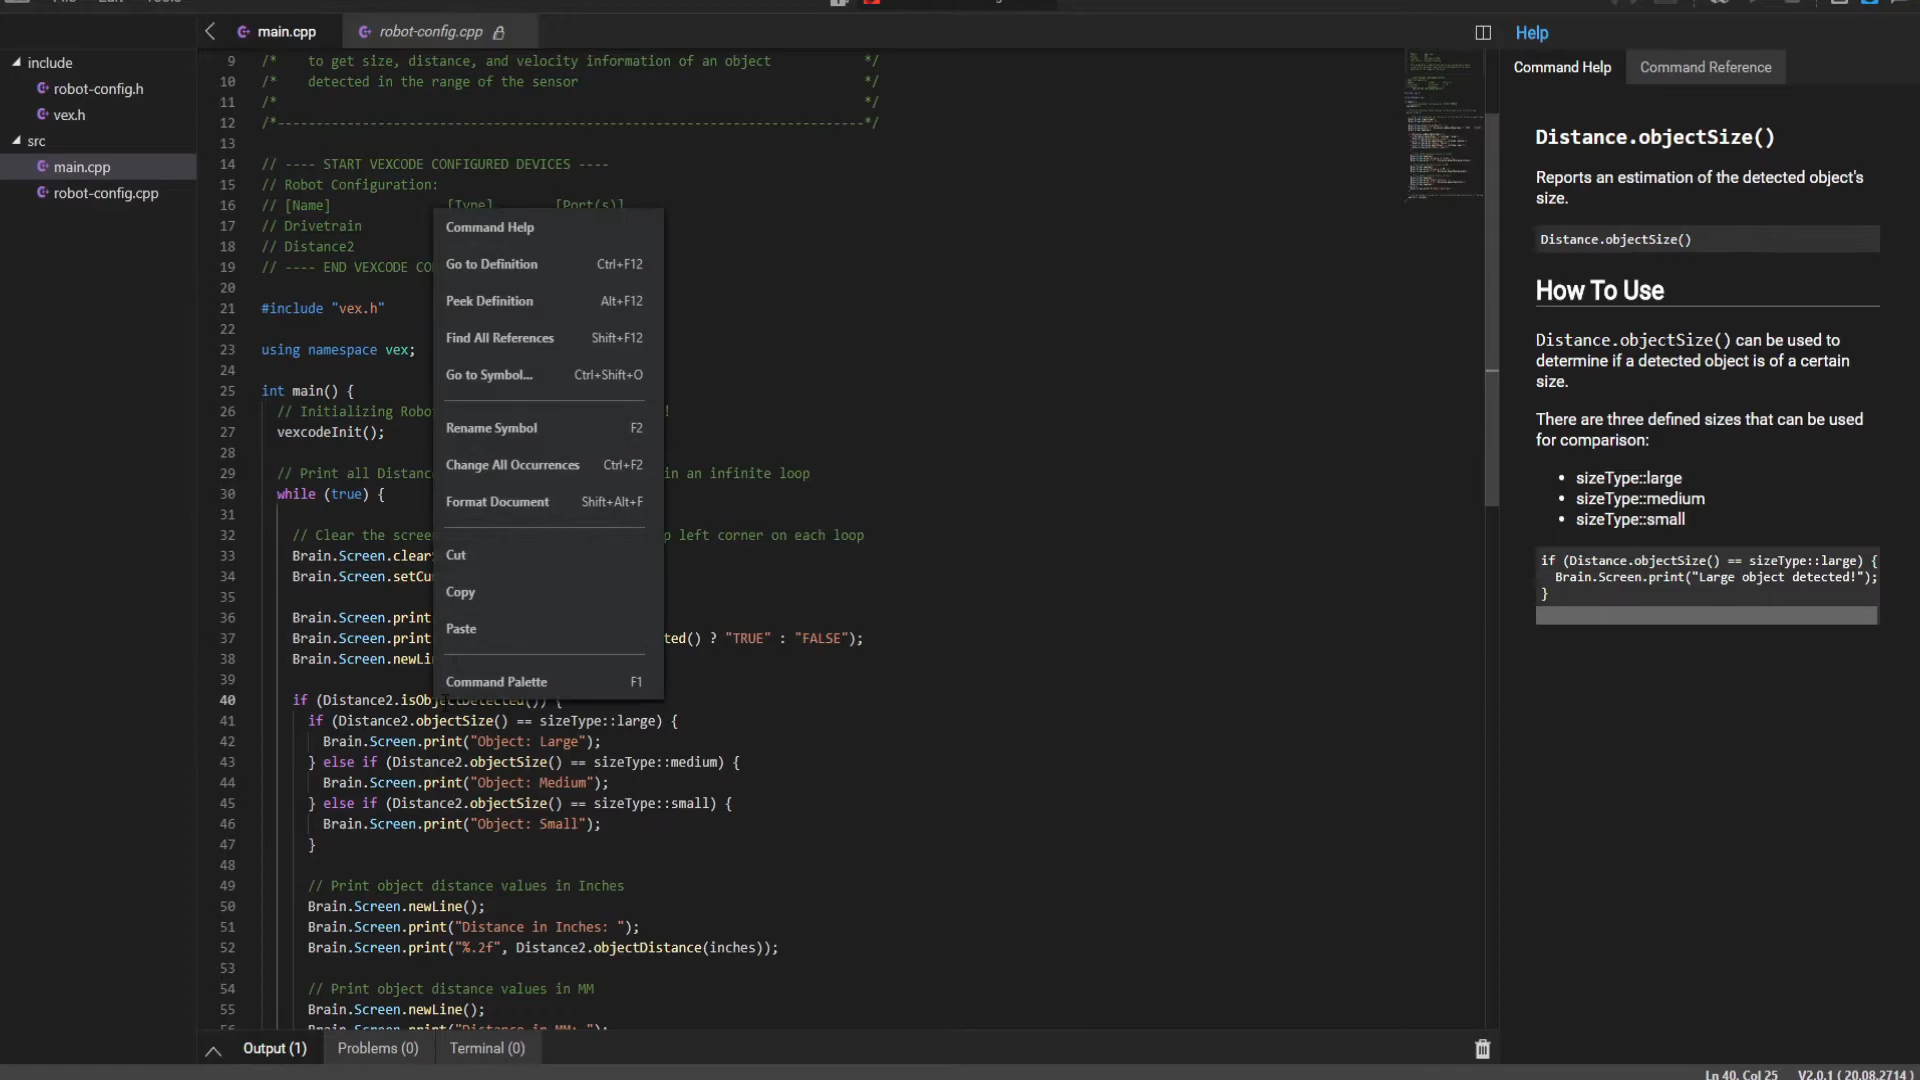 main.cpp
robot-config.cpp
Help
include
robot-config.h
vex.h
src
main.cpp
robot-config.cpp
9 /* to get size, distance, and velocity information of an object */
10 /* detected in the range of the sensor */
11 /* */
12 /*----------------------------------------------------------------------------*/
13
14 // ---- START VEXCODE CONFIGURED DEVICES ----
15 // Robot Configuration:
16 // [Name] [Type] [Port(s)]
17 // Drivetrain
18 // Distance2
19 // ---- END VEXCODE CO
20
21 #include "vex.h"
22
23 using namespace vex;
24
25 int main() {
26 // Initializing Robo !
27 vexcodeInit();
28
29 // Print all Distanc in an infinite loop
30 while (true) {
31
32 // Clear the screen p left corner on each loop
33 Brain.Screen.clear
34 Brain.Screen.setCu
35
36 Brain.Screen.print
37 Brain.Screen.print ted() ? "TRUE" : "FALSE");
38 Brain.Screen.newLi
39
40 if (Distance2.isObjectDetected()) {
41 if (Distance2.objectSize() == sizeType::large) {
42 Brain.Screen.print("Object: Large");
43 } else if (Distance2.objectSize() == sizeType::medium) {
44 Brain.Screen.print("Object: Medium");
45 } else if (Distance2.objectSize() == sizeType::small) {
46 Brain.Screen.print("Object: Small");
47 }
48
49 // Print object distance values in Inches
50 Brain.Screen.newLine();
51 Brain.Screen.print("Distance in Inches: ");
52 Brain.Screen.print("%.2f", Distance2.objectDistance(inches));
53
54 // Print object distance values in MM
55 Brain.Screen.newLine();
56 Brain.Screen.print("Distance in MM: ");
Command Help
Go to Definition Ctrl+F12
Peek Definition Alt+F12
Find All References Shift+F12
Go to Symbol... Ctrl+Shift+O
Rename Symbol F2
Change All Occurrences Ctrl+F2
Format Document Shift+Alt+F
Cut
Copy
Paste
Command Palette F1
Command Help
Command Reference
Distance.objectSize()
Reports an estimation of the detected object's
size.
Distance.objectSize()
How To Use
Distance.objectSize() can be used to
determine if a detected object is of a certain
size.
There are three defined sizes that can be used
for comparison:
• sizeType::large
• sizeType::medium
• sizeType::small
if (Distance.objectSize() == sizeType::large) {
Brain.Screen.print("Large object detected!");
}
Output (1)
Problems (0)
Terminal (0)
Ln 40, Col 25
V2.0.1 ( 20.08.2714 )